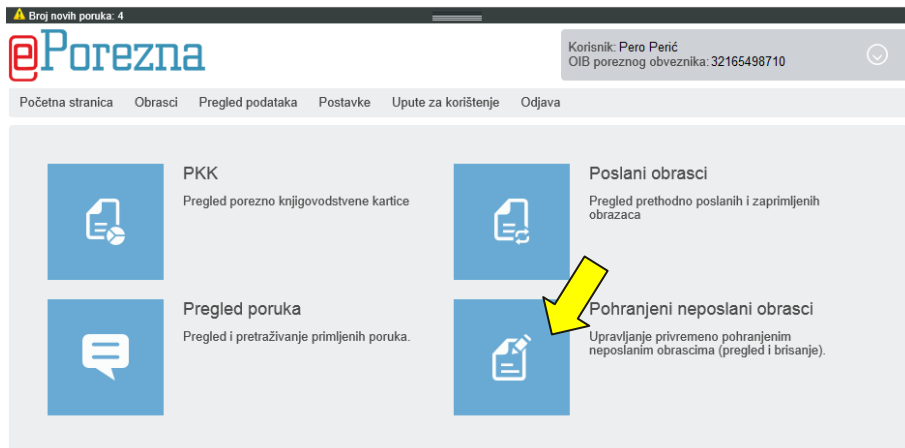 Broj novih poruka: 4
ePorezna
Korisnik: Pero Perić
OIB poreznog obveznika: 32165498710
Početna stranica Obrasci Pregled podataka Postavke Upute za korištenje Odjava
PKK
Pregled porezno knjigovodstvene kartice
Poslani obrasci
Pregled prethodno poslanih i zaprimljenih
obrazaca
Pregled poruka
Pregled i pretraživanje primljenih poruka.
Pohranjeni neposlani obrasci
Upravljanje privremeno pohranjenim
neposlanim obrascima (pregled i brisanje).